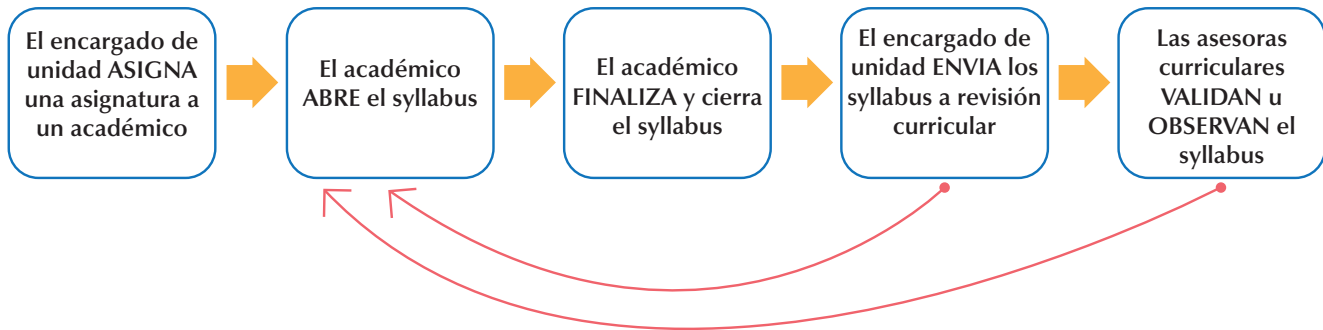 El encargado de
unidad ASIGNA
una asignatura a
un académico
El académico
ABRE el syllabus
El académico
FINALIZA y cierra
el syllabus
El encargado de
unidad ENVIA los
syllabus a revisión
curricular
Las asesoras
curriculares
VALIDAN u
OBSERVAN el
syllabus